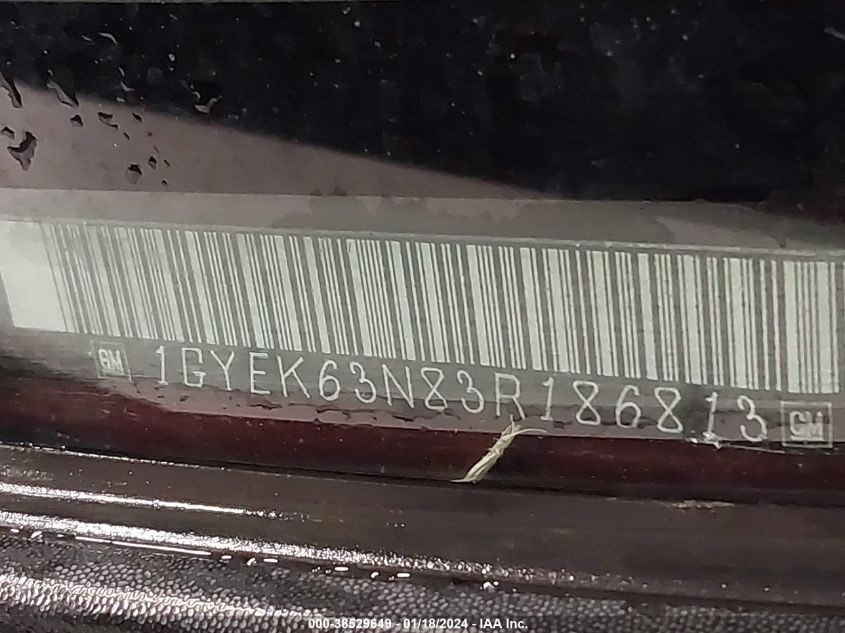 GM 1GYEK63N83R186813 GM
000-38529649 - 01/18/2024 - IAA Inc.